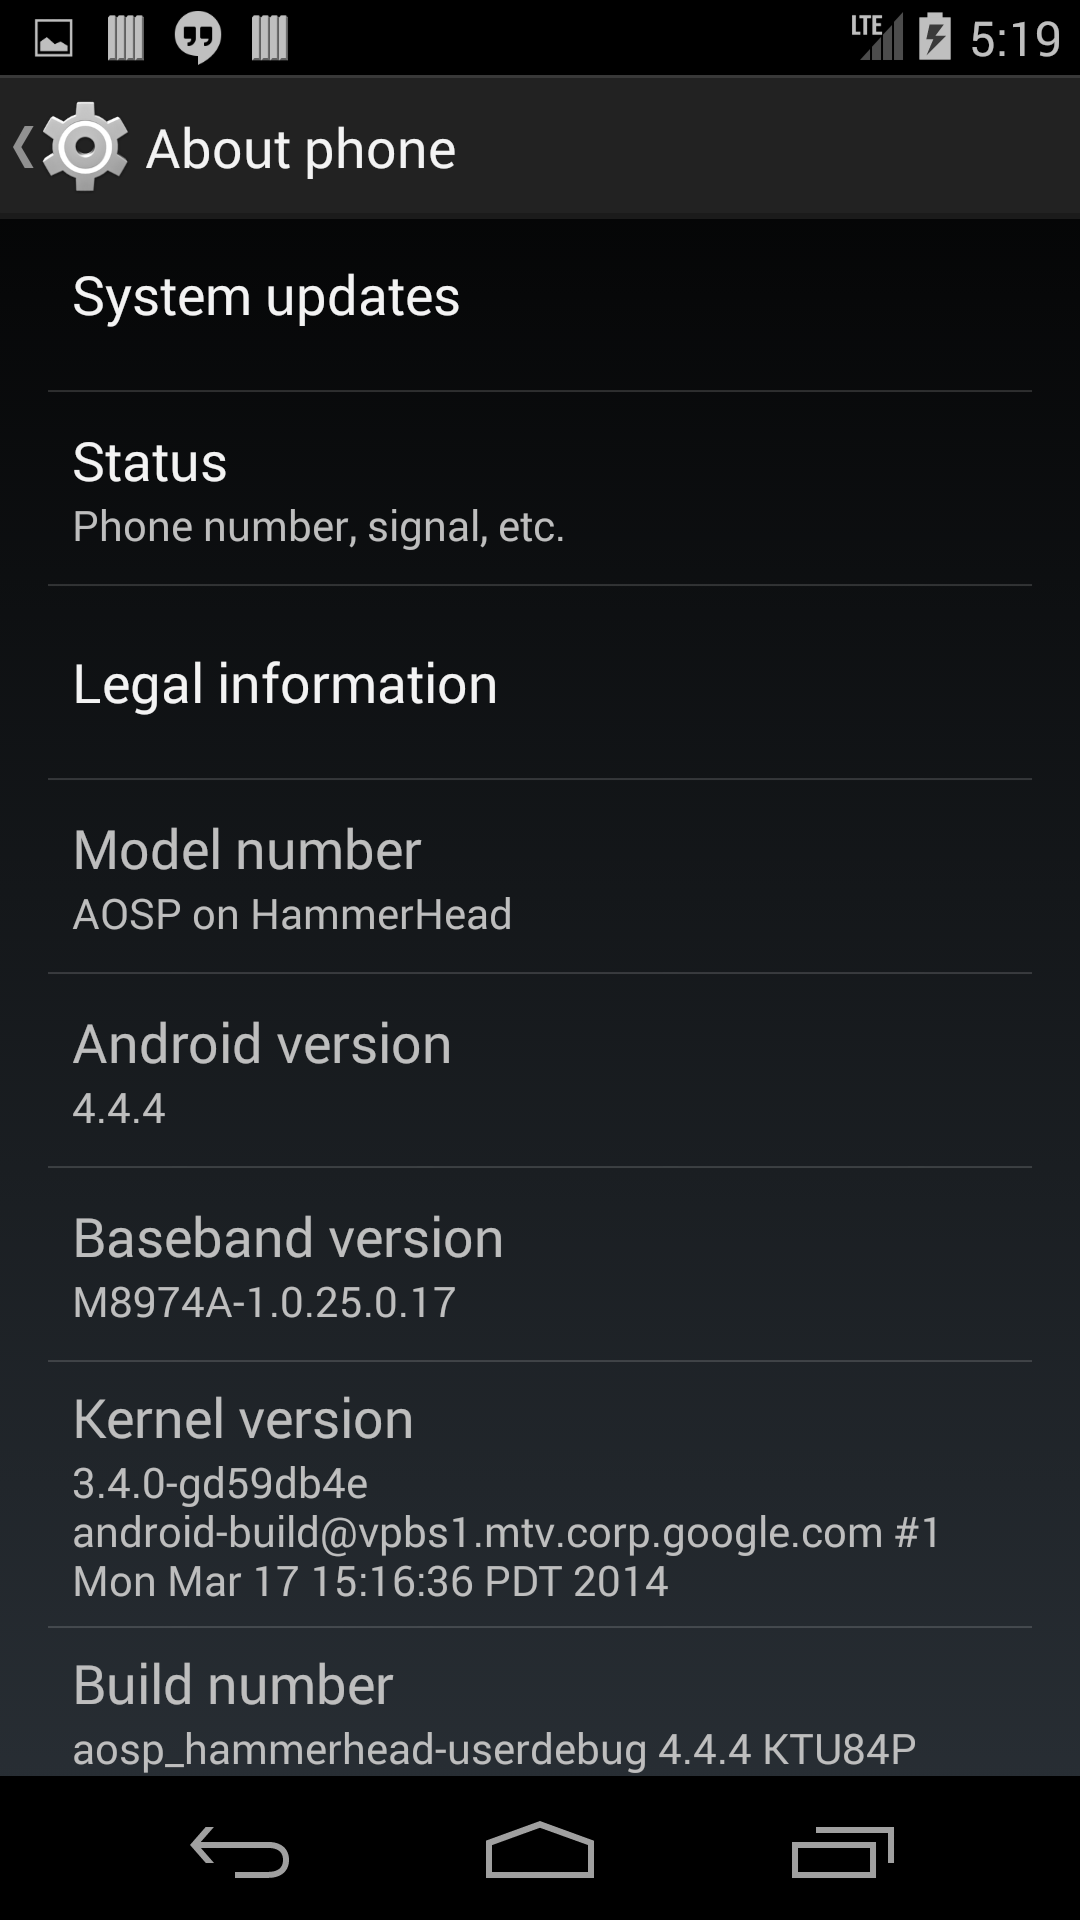 LTE 5:19
About phone
System updates
Status
Phone number, signal, etc.
Legal information
Model number
AOSP on HammerHead
Android version
4.4.4
Baseband version
M8974A-1.0.25.0.17
Kernel version
3.4.0-gd59db4e
android-build@vpbs1.mtv.corp.google.com #1
Mon Mar 17 15:16:36 PDT 2014
Build number
aosp_hammerhead-userdebug 4.4.4 KTU84P